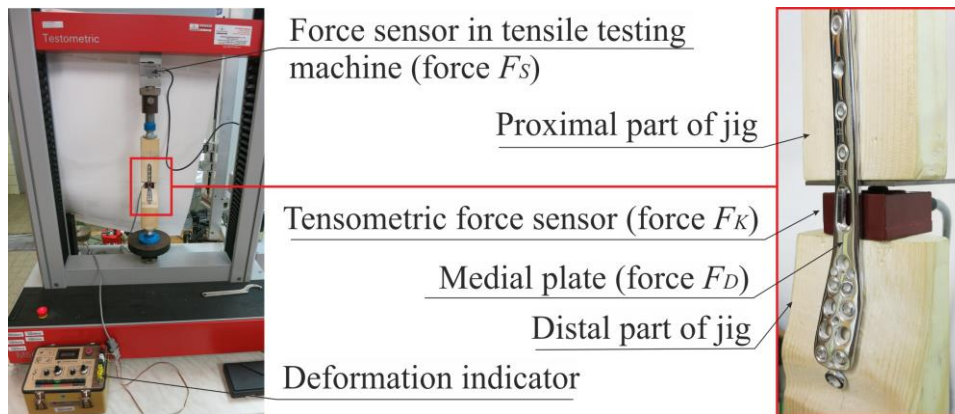 Testometric
Force sensor in tensile testing
machine (force FS)
Proximal part of jig
Tensometric force sensor (force FK)
Medial plate (force FD)
Distal part of jig
Deformation indicator